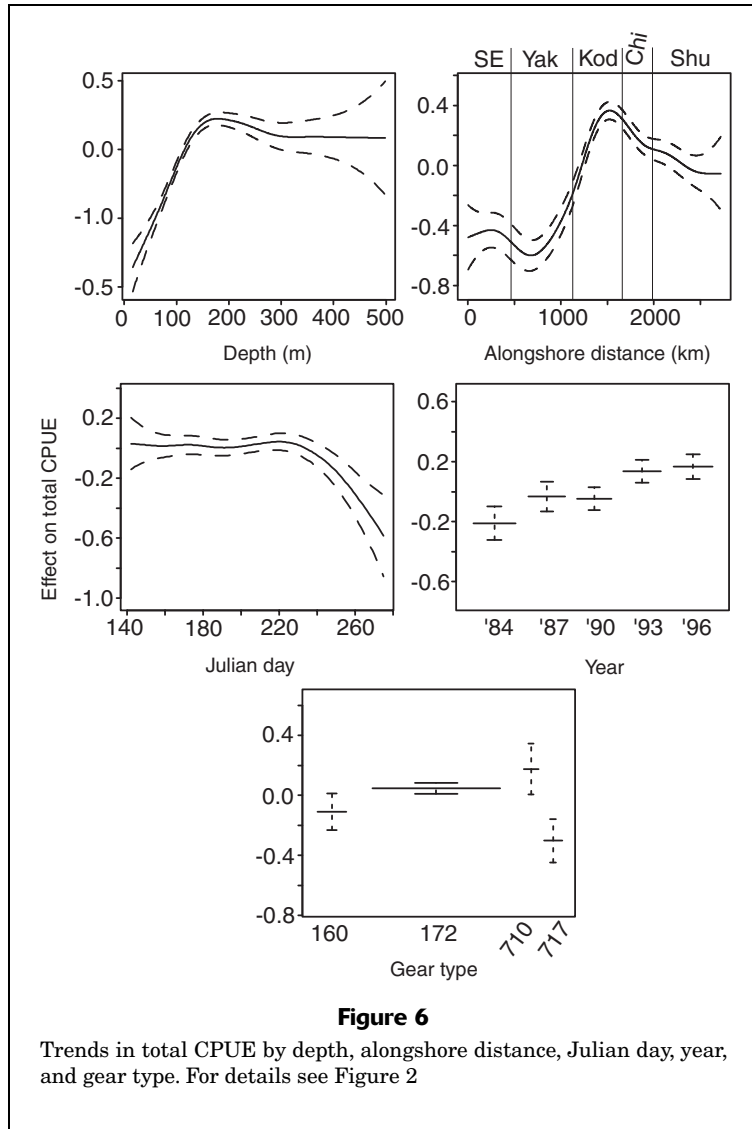 SE Yak Kod Chi Shu
0.5
0.0
-1.0
-0.5
0 100 200 300 400 500
Depth (m)
0.4
0.0
-0.4
-0.8
0 1000 2000
Alongshore distance (km)
Effect on total CPUE
0.2
-0.2
-0.6
-1.0
140 180 220 260
Julian day
0.6
0.2
-0.2
-0.6
'84 '87 '90 '93 '96
Year
0.4
0.0
-0.4
-0.8
160 172 710 717
Gear type
Figure 6
Trends in total CPUE by depth, alongshore distance, Julian day, year,
and gear type. For details see Figure 2